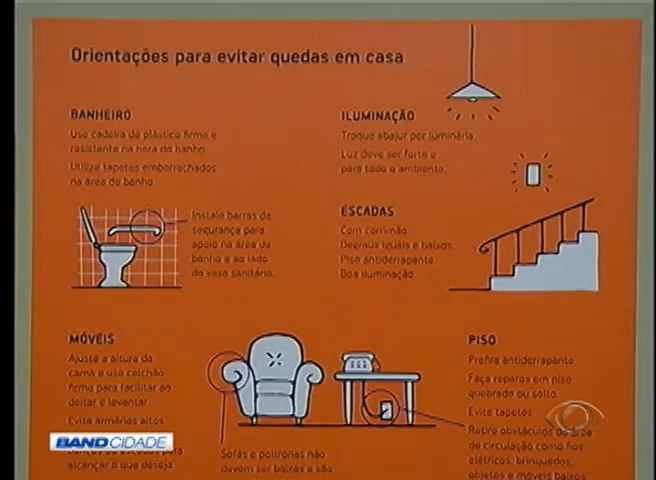 Orientações para evitar quedas em casa
BANHEIRO
Use cadeira de plástico firme e
resistente na hora do banho.
Utilize tapetes emborrachados
na área do banho.
Instale barras de
segurança para
apoio na área de
banho e ao lado
do vaso sanitário.
ILUMINAÇÃO
Troque abajur por luminária.
Luz deve ser forte e
para todo o ambiente.
ESCADAS
Com corrimão.
Degraus iguais e baixos.
Piso antiderrapante.
Boa iluminação.
MÓVEIS
Ajuste a altura da
cama e use colchão
firme para facilitar ao
deitar e levantar.
Evite armários altos
alcançar o que deseja.
Sofás e poltronas não
devem ser baixos e são
PISO
Prefira antiderrapante.
Faça reparos em piso
quebrado ou solto.
Evite tapetes.
Retire obstáculos da área
de circulação como fios
elétricos, brinquedos,
objetos e móveis baixos
BANDCIDADE